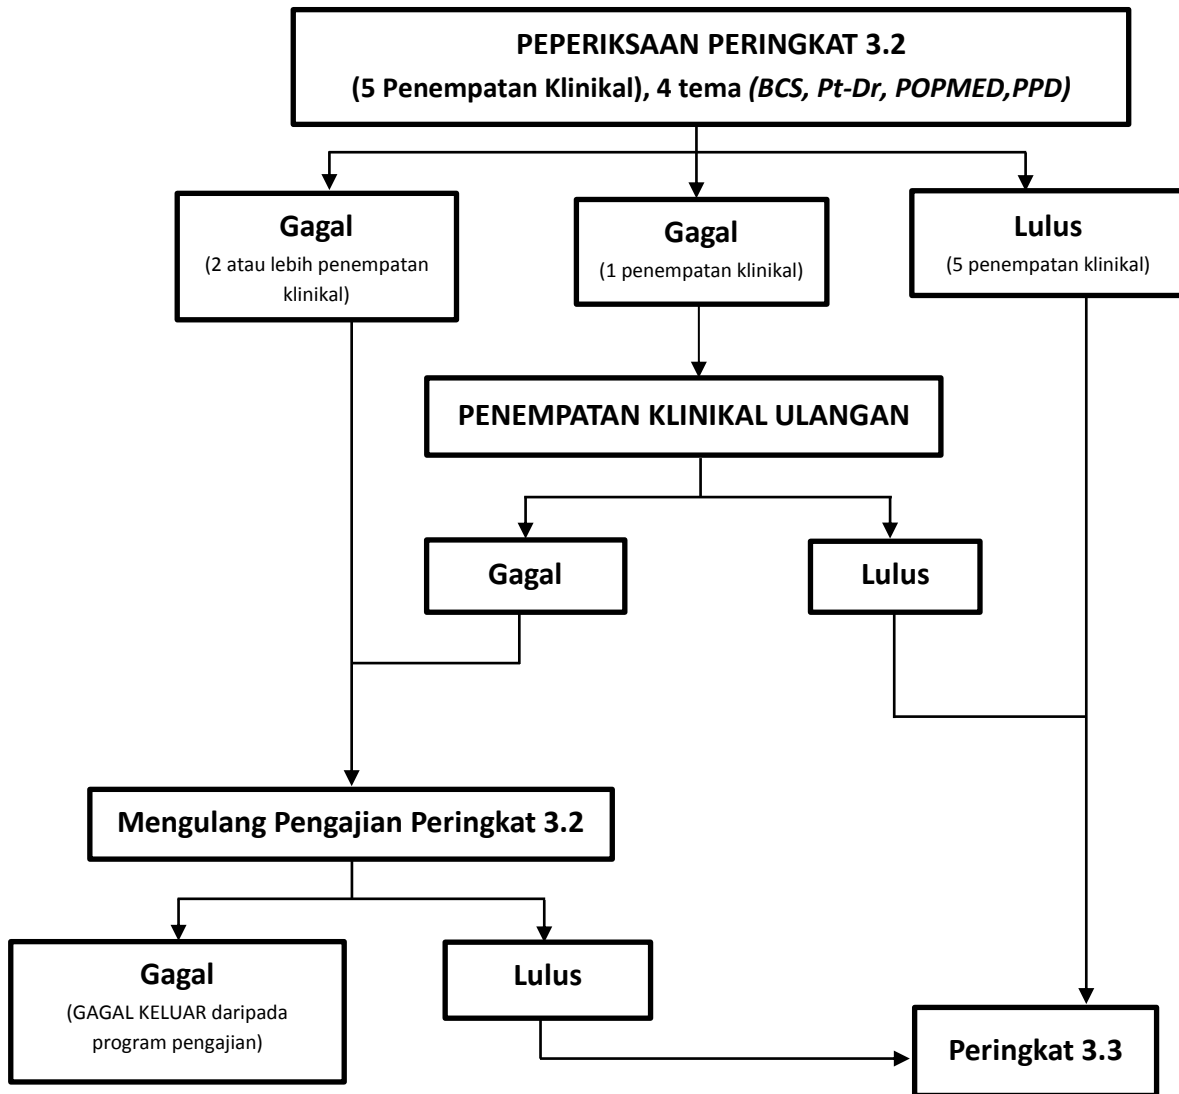 PEPERIKSAAN PERINGKAT 3.2
(5 Penempatan Klinikal), 4 tema (BCS, Pt-Dr, POPMED,PPD)
Gagal
(2 atau lebih penempatan
klinikal)
Gagal
(1 penempatan klinikal)
Lulus
(5 penempatan klinikal)
PENEMPATAN KLINIKAL ULANGAN
Gagal
Lulus
Mengulang Pengajian Peringkat 3.2
Gagal
(GAGAL KELUAR daripada
program pengajian)
Lulus
Peringkat 3.3